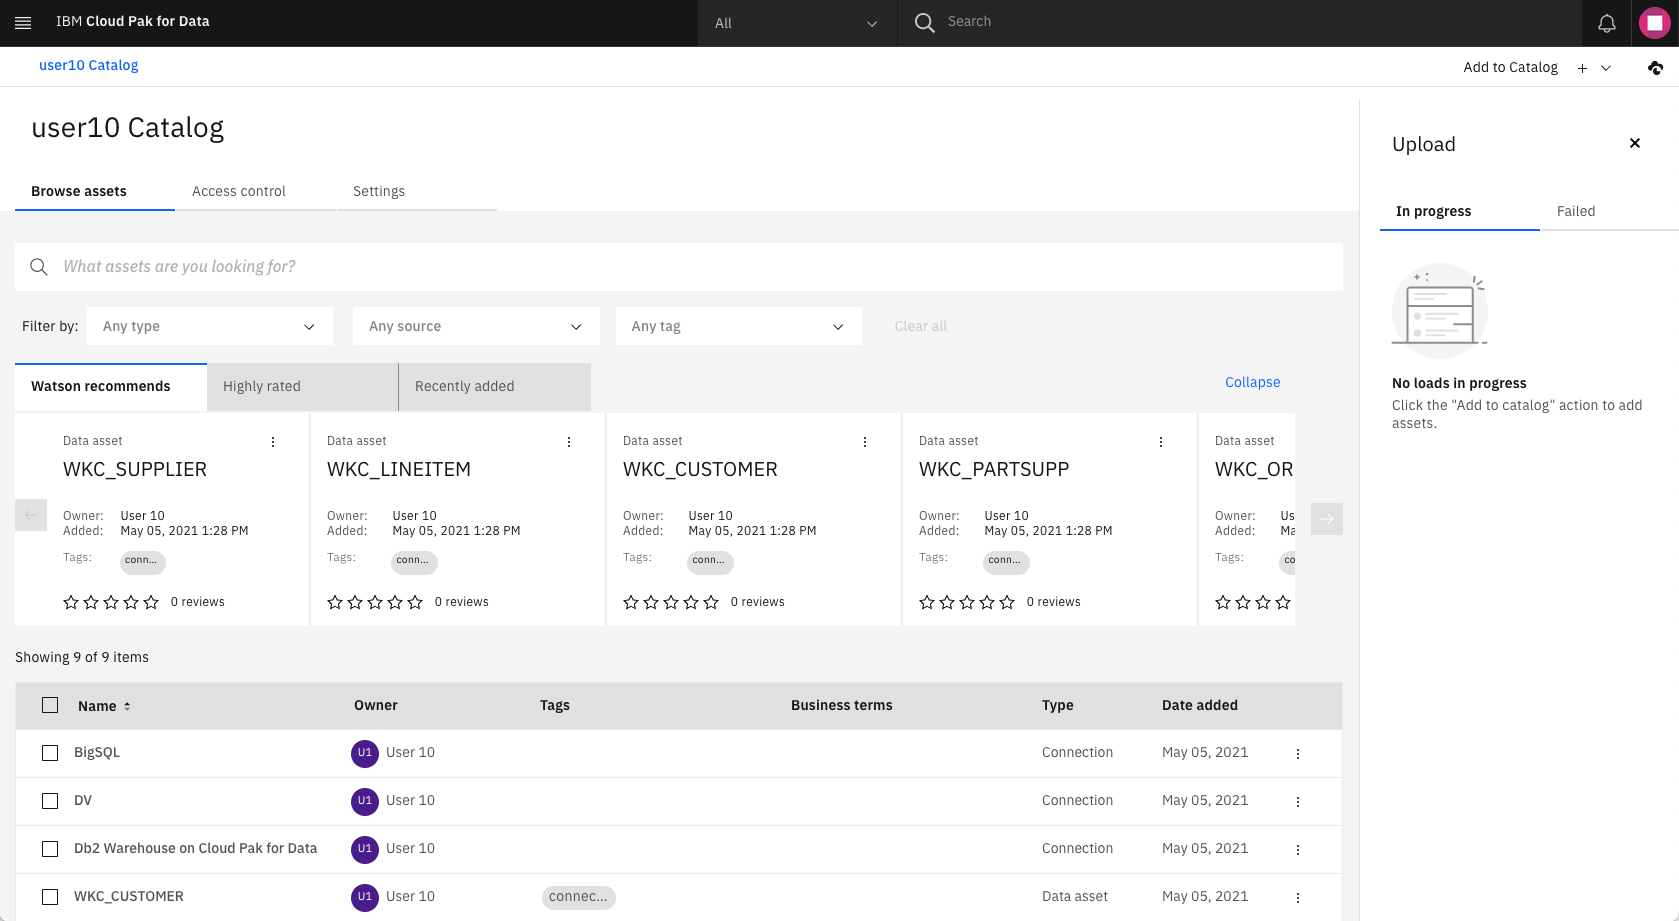 IBM Cloud Pak for Data
All
Search
user10 Catalog
Add to Catalog +
user10 Catalog
Browse assets
Access control
Settings
What assets are you looking for?
Filter by:
Any type
Any source
Any tag
Clear all
Watson recommends
Highly rated
Recently added
Collapse
Data asset
WKC_SUPPLIER
Owner: User 10
Added: May 05, 2021 1:28 PM
Tags: conn...
0 reviews
Data asset
WKC_LINEITEM
Owner: User 10
Added: May 05, 2021 1:28 PM
Tags: conn...
0 reviews
Data asset
WKC_CUSTOMER
Owner: User 10
Added: May 05, 2021 1:28 PM
Tags: conn...
0 reviews
Data asset
WKC_PARTSUPP
Owner: User 10
Added: May 05, 2021 1:28 PM
Tags: conn...
0 reviews
Data asset
WKC_OR
Owner: Us
Added: Ma
Tags: co
Showing 9 of 9 items
Name Owner Tags Business terms Type Date added
BigSQL U1 User 10 Connection May 05, 2021
DV U1 User 10 Connection May 05, 2021
Db2 Warehouse on Cloud Pak for Data U1 User 10 Connection May 05, 2021
WKC_CUSTOMER U1 User 10 connec... Data asset May 05, 2021
Upload
In progress
Failed
No loads in progress
Click the "Add to catalog" action to add
assets.